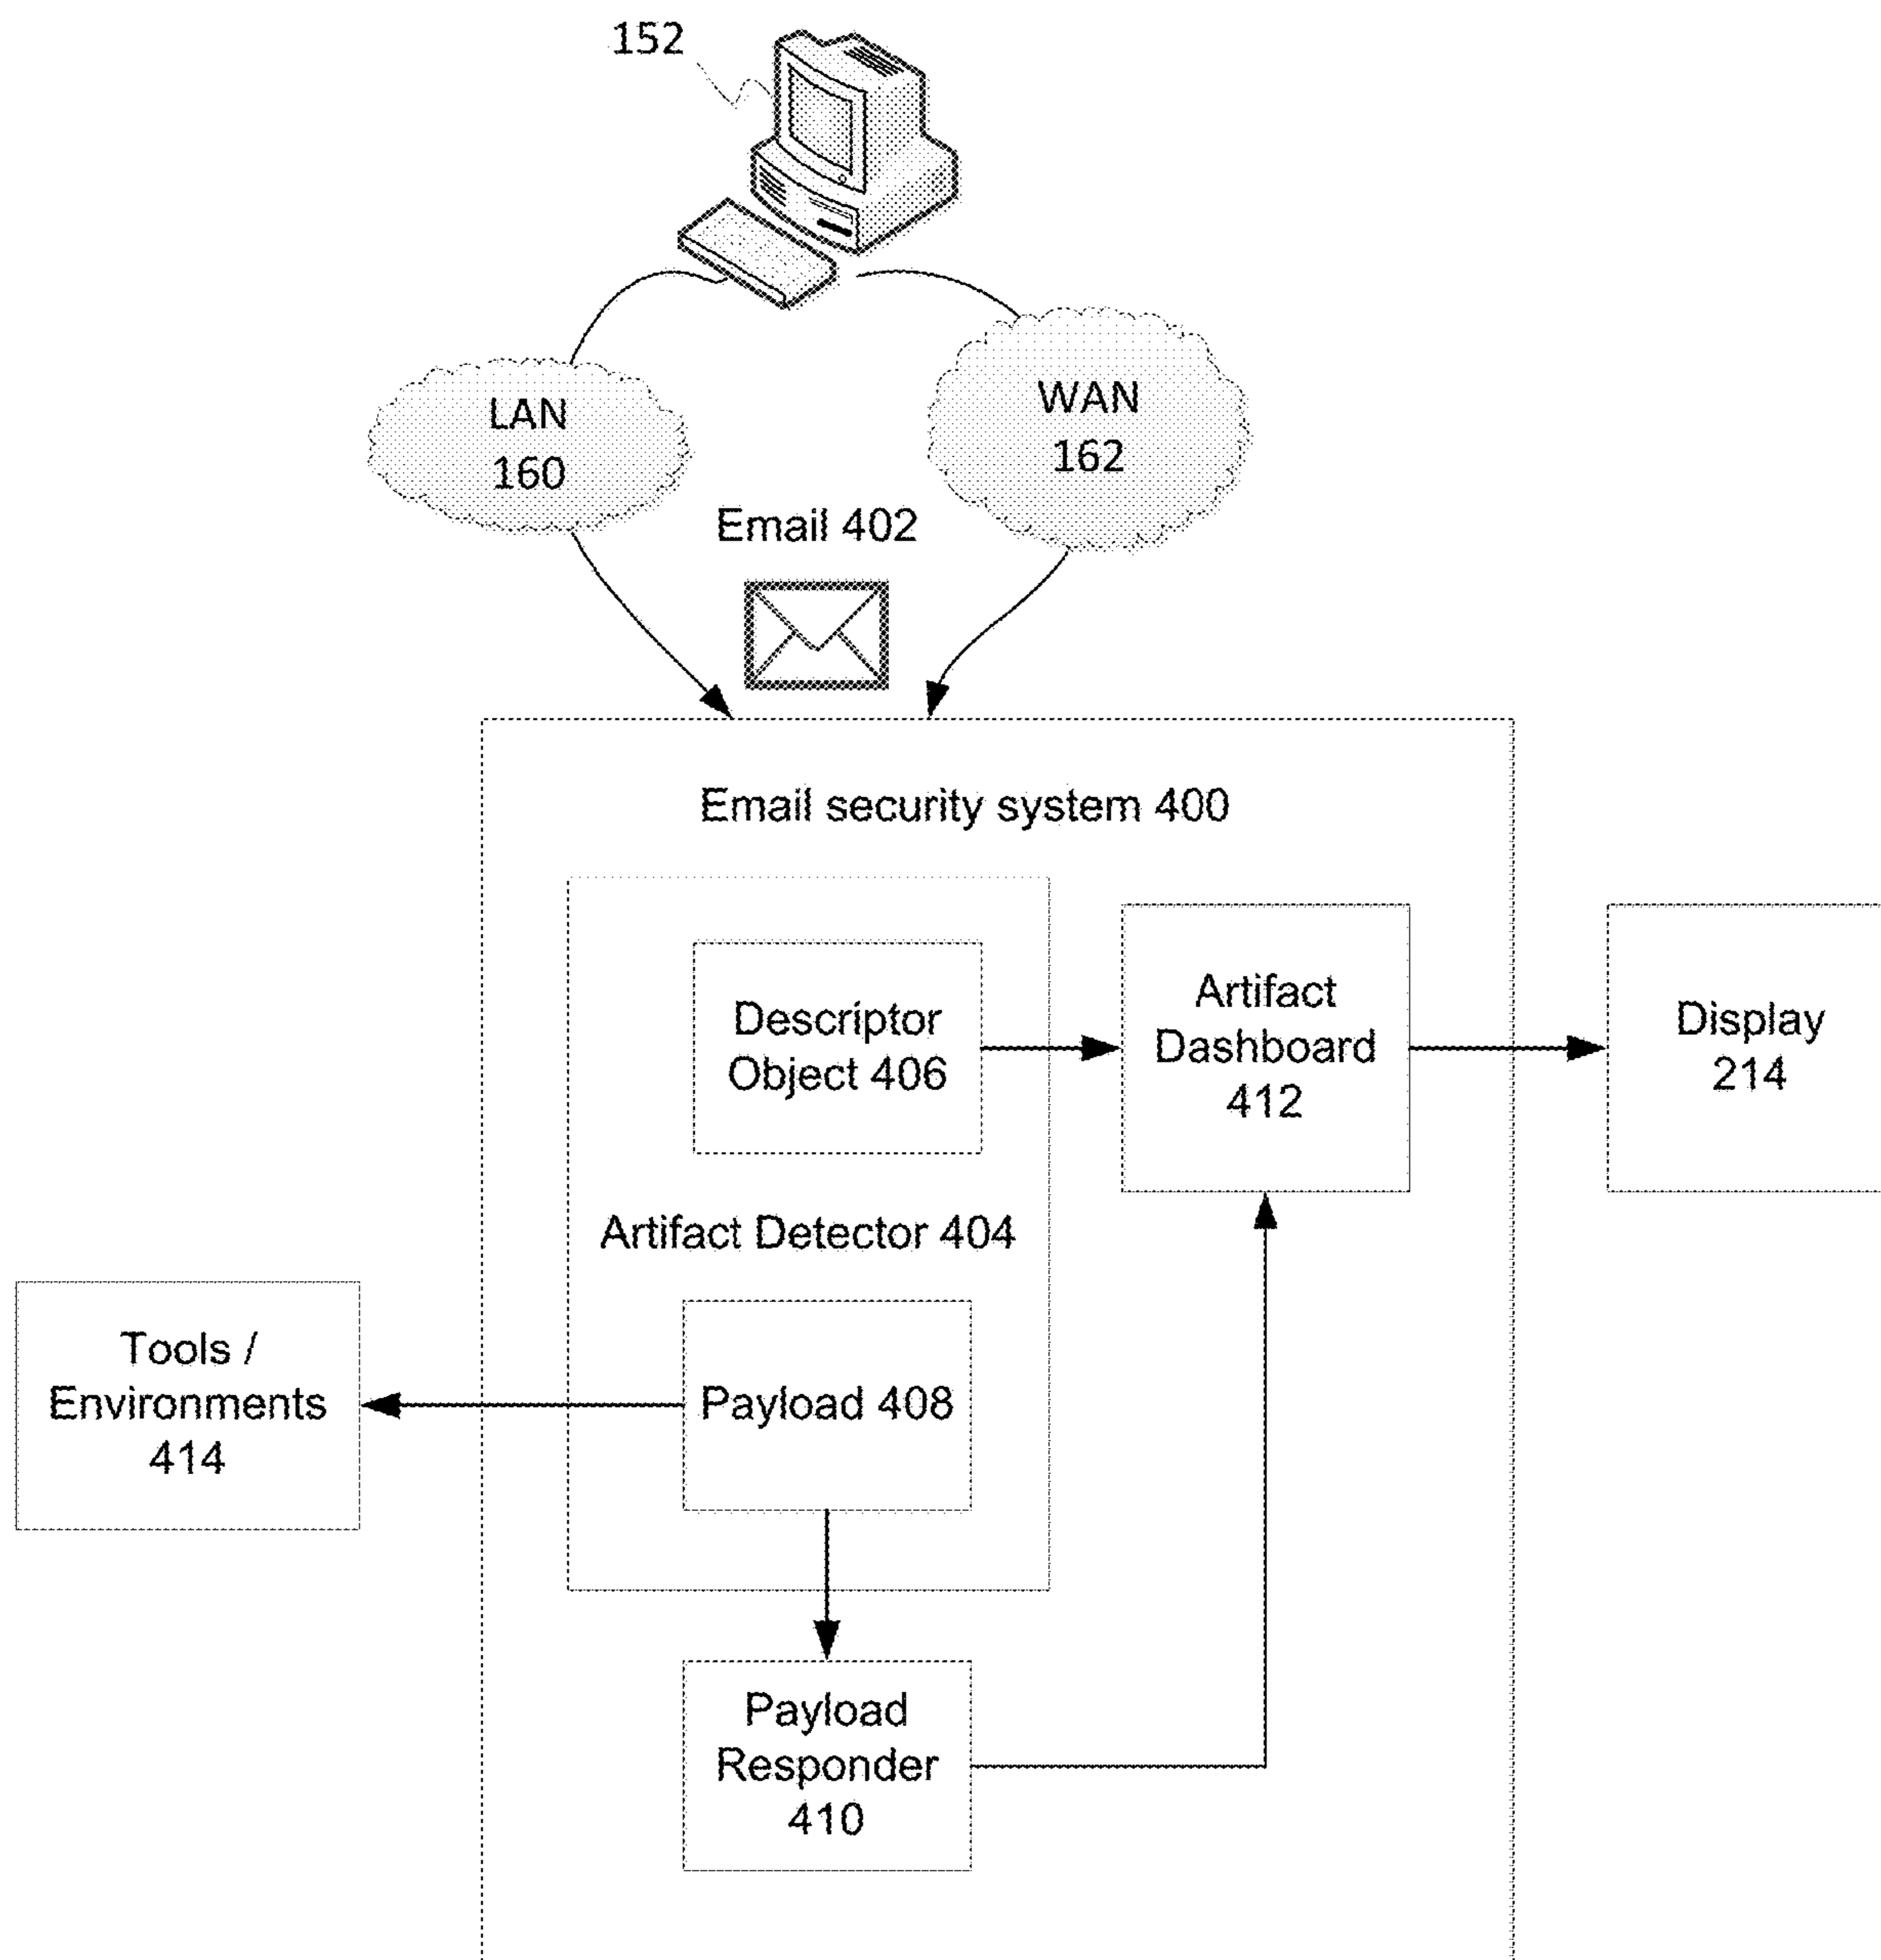 152
LAN
160
WAN
162
Email 402
Email security system 400
Descriptor
Object 406
Artifact
Dashboard
412
Display
214
Artifact Detector 404
Tools /
Environments
414
Payload 408
Payload
Responder
410